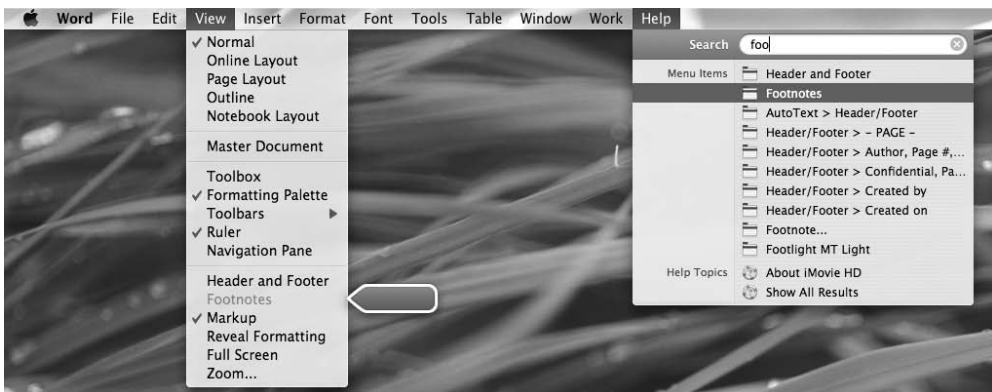 Word File Edit View Insert Format Font Tools Table Window Work Help
Normal
Online Layout
Page Layout
Outline
Notebook Layout
Master Document
Toolbox
Formatting Palette
Toolbars
Ruler
Navigation Pane
Header and Footer
Footnotes
Markup
Reveal Formatting
Full Screen
Zoom...
Search foo
Menu Items Header and Footer
Footnotes
AutoText > Header/Footer
Header/Footer > - PAGE -
Header/Footer > Author, Page #,...
Header/Footer > Confidential, Pa...
Header/Footer > Created by
Header/Footer > Created on
Footnote...
Footlight MT Light
Help Topics About iMovie HD
Show All Results